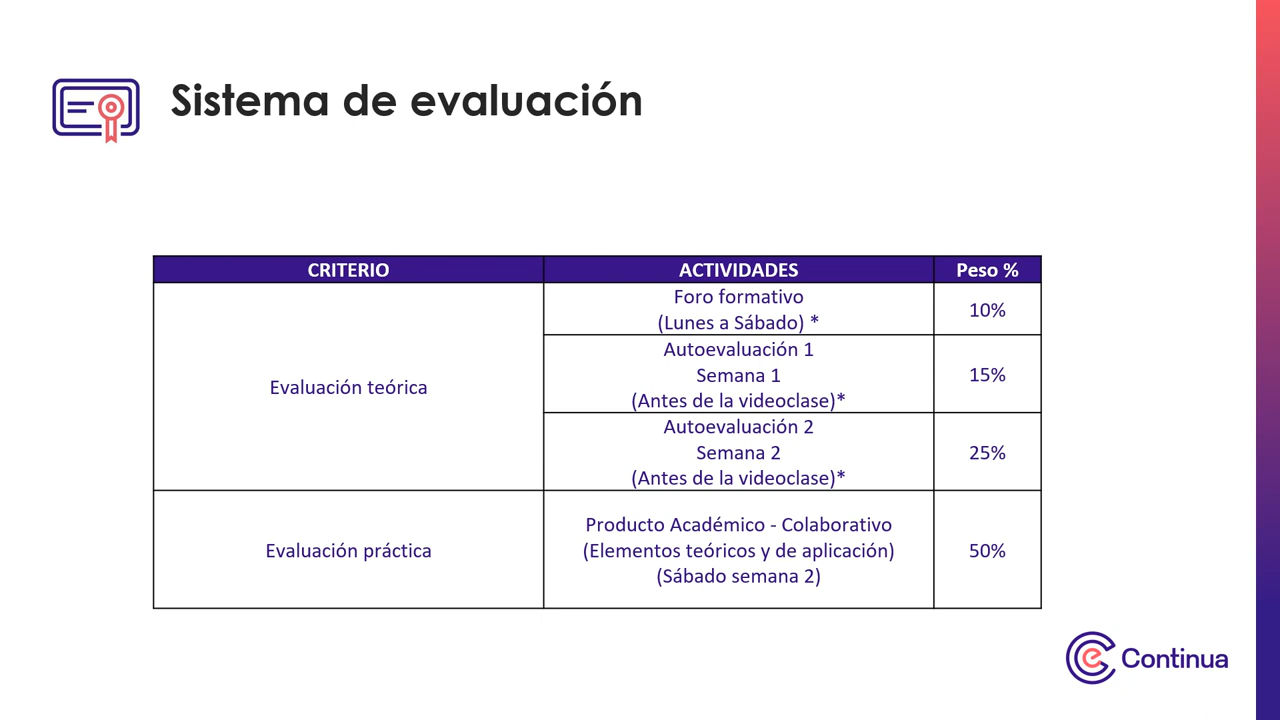 Sistema de evaluación
CRITERIO ACTIVIDADES Peso %
Evaluación teórica
Foro formativo
(Lunes a Sábado) *
10%
Autoevaluación 1
Semana 1
(Antes de la videoclase)*
15%
Autoevaluación 2
Semana 2
(Antes de la videoclase)*
25%
Evaluación práctica
Producto Académico - Colaborativo
(Elementos teóricos y de aplicación)
(Sábado semana 2)
50%
e Continua